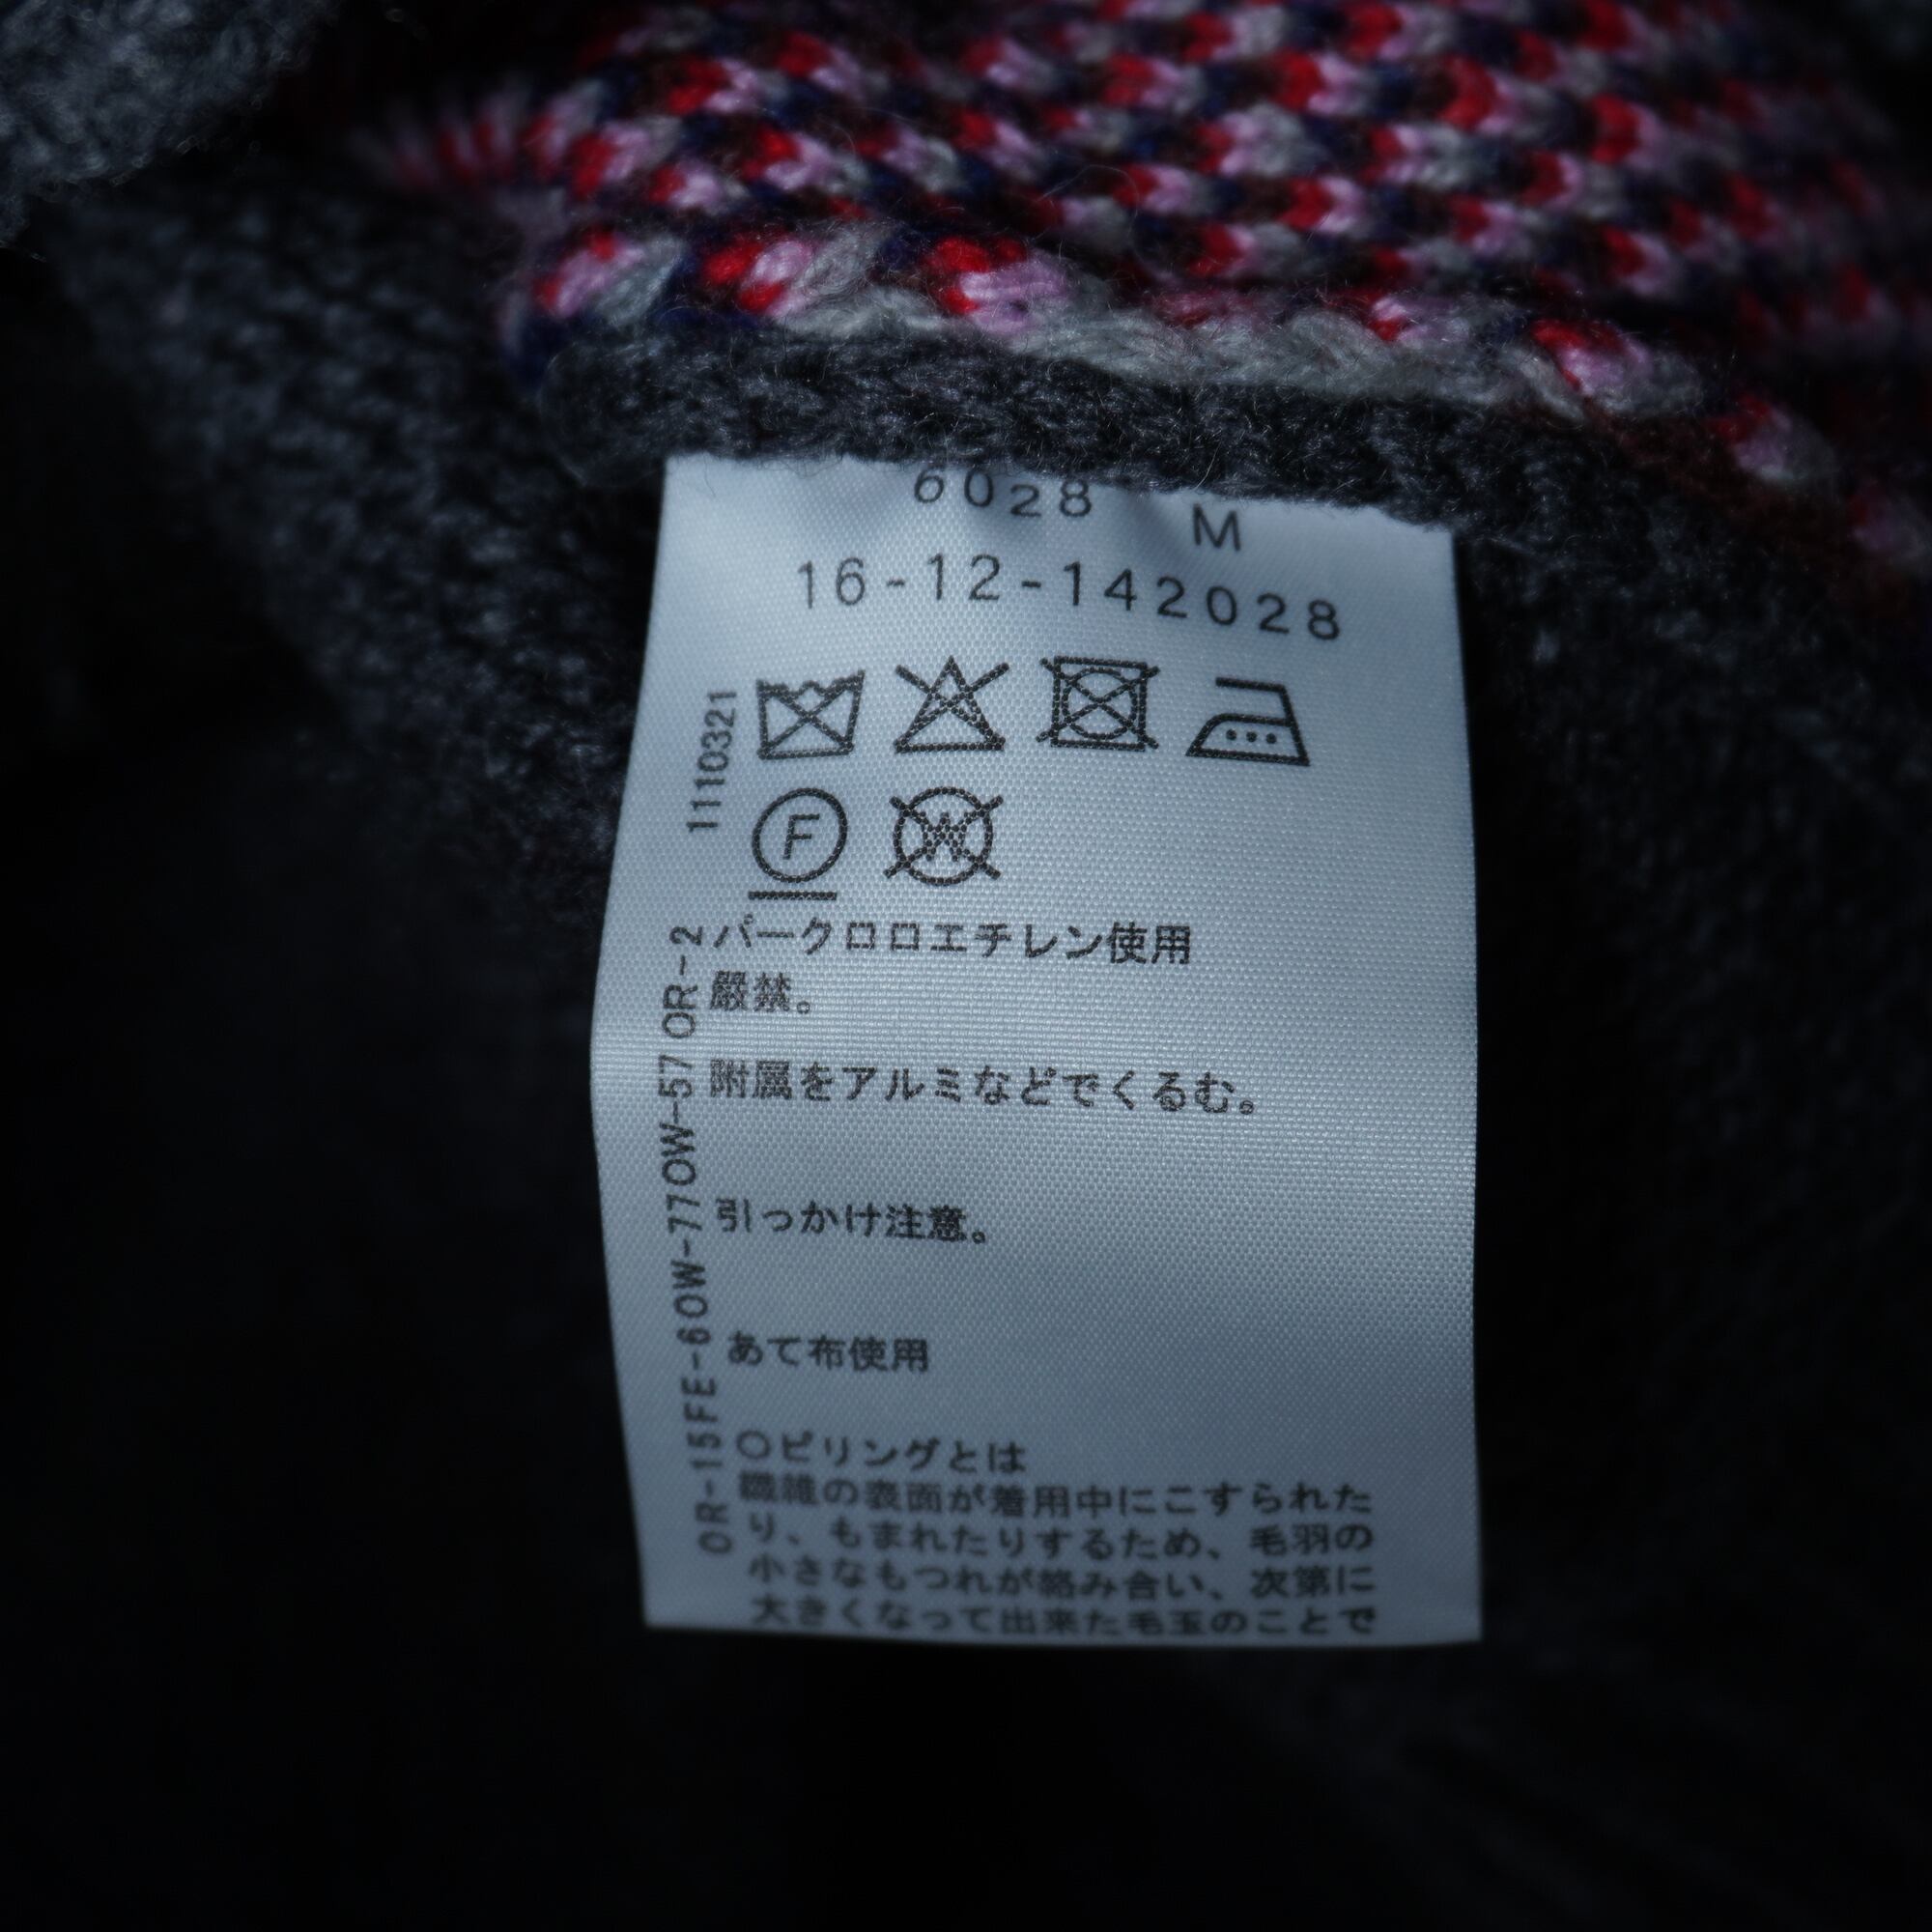 6028 M
16-12-142028
1110321
F
W
パークロロエチレン使用
厳禁。
附属をアルミなどでくるむ。
引っかけ注意。
あて布使用
OR-15FE-60W-770W-57 OR-2
〇ピリングとは
繊維の表面が着用中にこすられた
り、もまれたりするため、毛羽の
小さなもつれが絡み合い、次第に
大きくなって出来た毛玉のことで